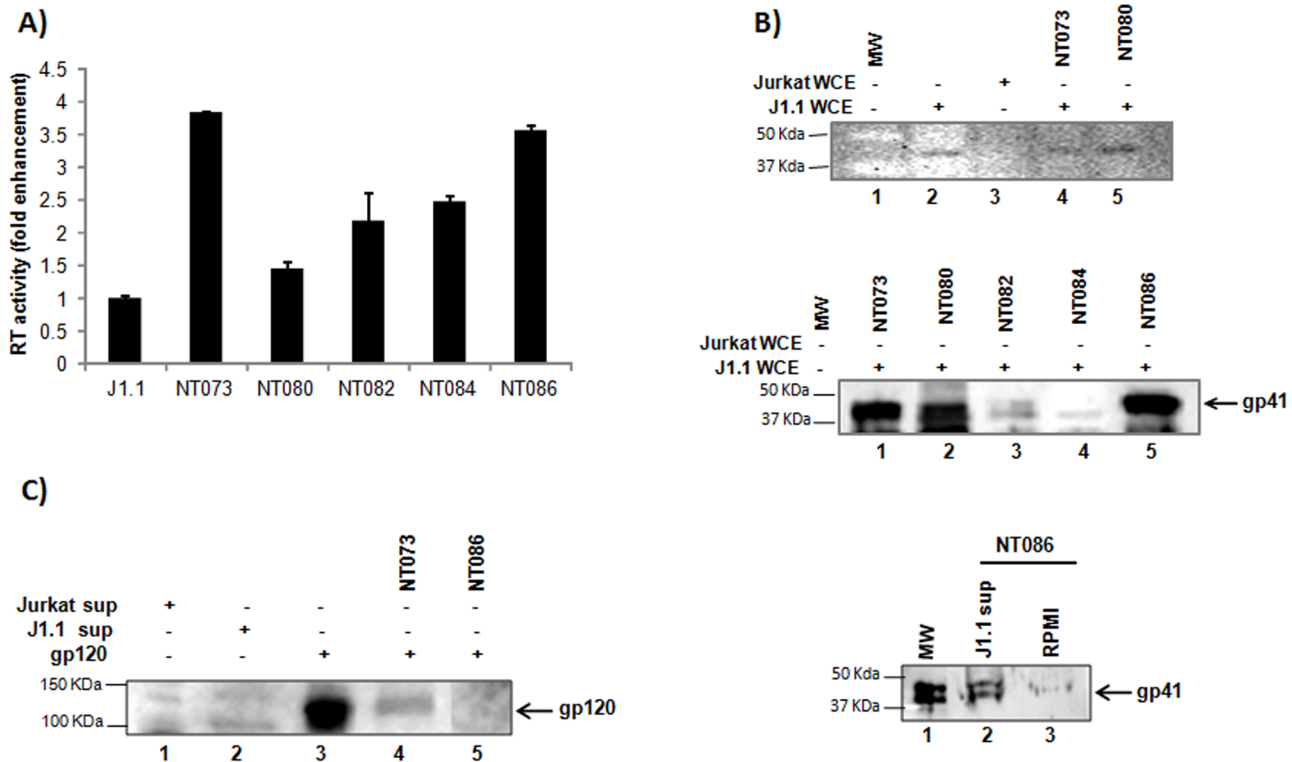 A)
RT activity (fold enhancement)
4.5
4
3.5
3
2.5
2
1.5
1
0.5
0
J1.1 NT073 NT080 NT082 NT084 NT086
B)
MW NT073 NT080
Jurkat WCE - - + - -
J1.1 WCE - + - + +
50 Kda
37 Kda
1 2 3 4 5
MW NT073 NT080 NT082 NT084 NT086
Jurkat WCE - - - - - -
J1.1 WCE - + + + + +
50 KDa
37 KDa
gp41
1 2 3 4 5
C)
NT073 NT086
Jurkat sup + - - - -
J1.1 sup - + - - -
gp120 - - + + +
150 KDa
100 KDa
gp120
1 2 3 4 5
NT086
MW J1.1 sup RPMI
50 Kda
37 KDa
gp41
1 2 3